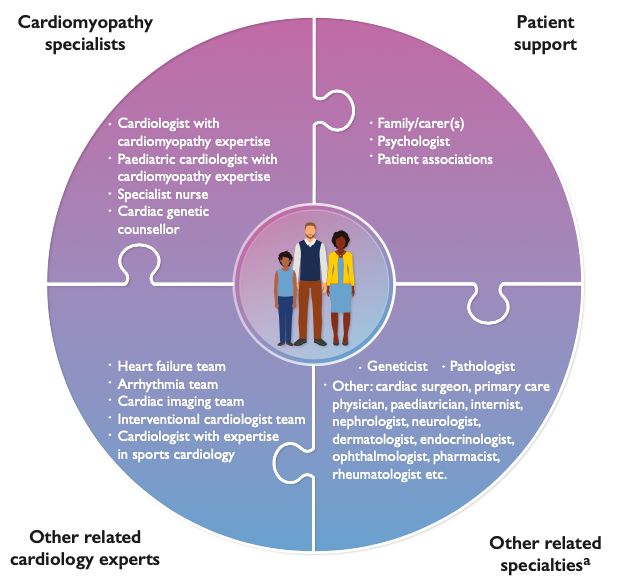 Cardiomyopathy
specialists
Patient
support
· Cardiologist with
cardiomyopathy expertise
· Paediatric cardiologist with
cardiomyopathy expertise
· Specialist nurse
· Cardiac genetic
counsellor
· Family/carer(s)
· Psychologist
· Patient associations
· Heart failure team
· Arrhythmia team
· Cardiac imaging team
· Interventional cardiologist team
· Cardiologist with expertise
in sports cardiology
· Geneticist · Pathologist
· Other: cardiac surgeon, primary care
physician, paediatrician, internist,
nephrologist, neurologist,
dermatologist, endocrinologist,
ophthalmologist, pharmacist,
rheumatologist etc.
Other related
cardiology experts
Other related
specialtiesᵃ